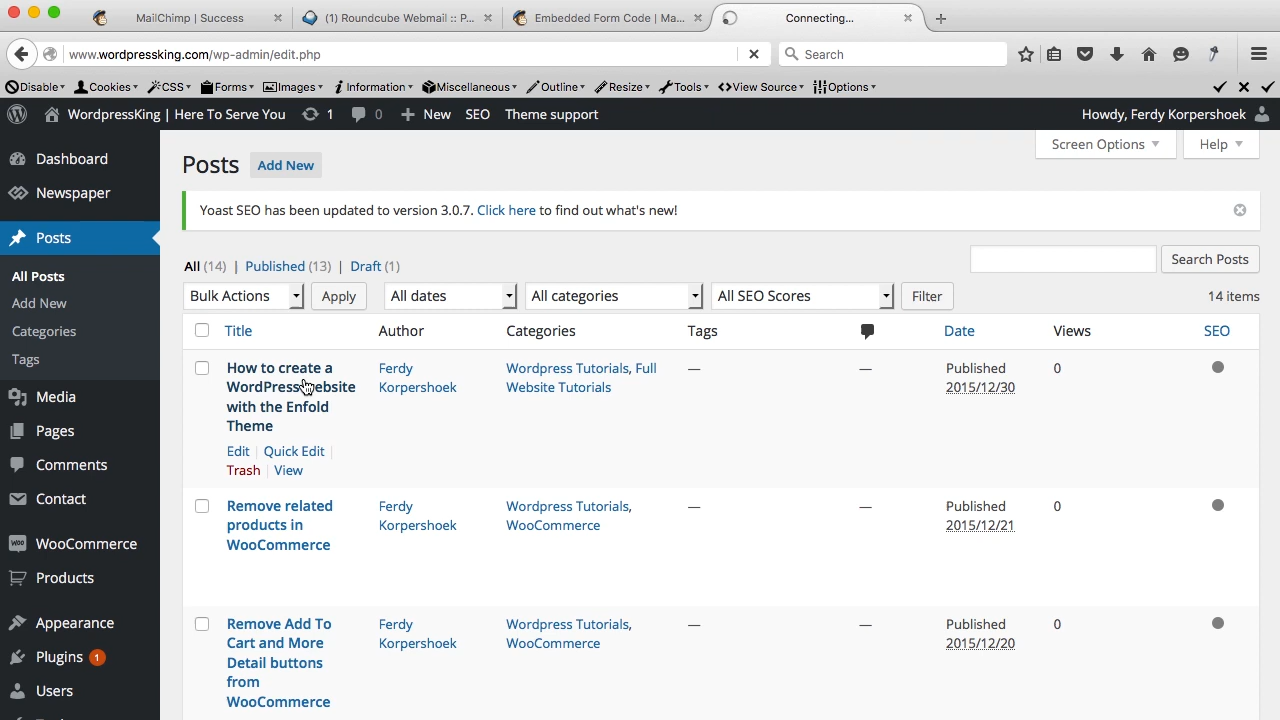 MailChimp | Success
(1) Roundcube Webmail :: P...
Embedded Form Code | Ma...
Connecting...
www.wordpressking.com/wp-admin/edit.php
Search
Disable Cookies CSS Forms Images Information Miscellaneous Outline Resize Tools View Source Options
WordpressKing | Here To Serve You 1 0 New SEO Theme support Howdy, Ferdy Korpershoek
Screen Options Help
Dashboard
Newspaper
Posts
All Posts
Add New
Categories
Tags
Media
Pages
Comments
Contact
WooCommerce
Products
Appearance
Plugins 1
Users
Posts Add New
Yoast SEO has been updated to version 3.0.7. Click here to find out what's new!
All (14) | Published (13) | Draft (1)
Search Posts
Bulk Actions Apply All dates All categories All SEO Scores Filter 14 items
Title Author Categories Tags Date Views SEO
How to create a
WordPress website
with the Enfold
Theme
Ferdy
Korpershoek
Wordpress Tutorials, Full
Website Tutorials
— —
Published
2015/12/30
0
Edit | Quick Edit |
Trash | View
Remove related
products in
WooCommerce
Ferdy
Korpershoek
Wordpress Tutorials,
WooCommerce
— —
Published
2015/12/21
0
Remove Add To
Cart and More
Detail buttons
from
WooCommerce
Ferdy
Korpershoek
Wordpress Tutorials,
WooCommerce
— —
Published
2015/12/20
0